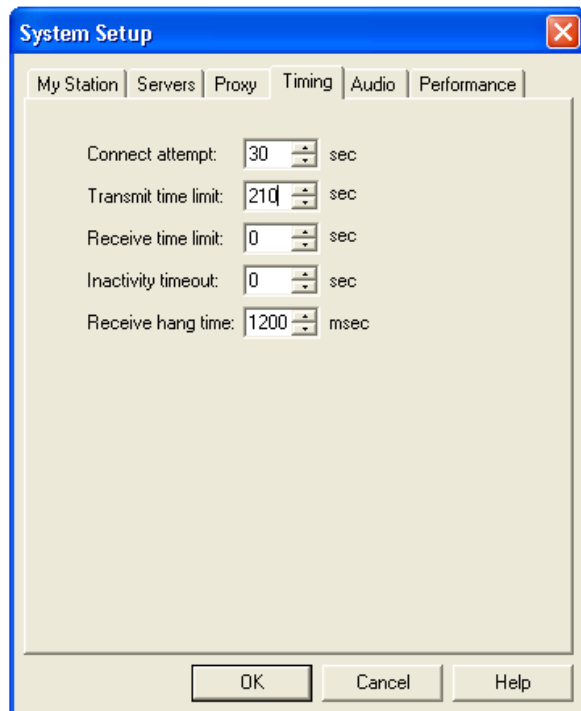 System Setup
My Station Servers Proxy Timing Audio Performance
Connect attempt: 30 sec
Transmit time limit: 210 sec
Receive time limit: 0 sec
Inactivity timeout: 0 sec
Receive hang time: 1200 msec
OK Cancel Help